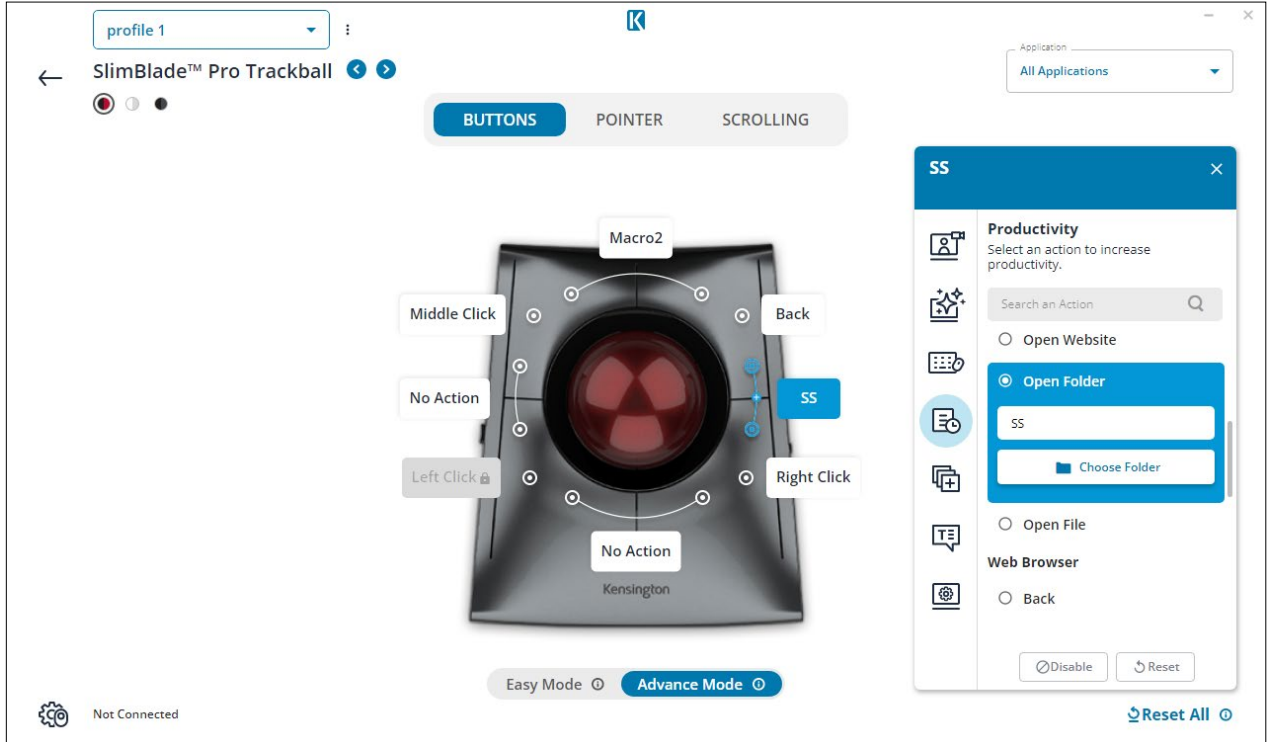 profile 1
K
SlimBlade™ Pro Trackball
Application
All Applications
BUTTONS POINTER SCROLLING
SS
Productivity
Select an action to increase
productivity.
Search an Action
Open Website
Open Folder
SS
Choose Folder
Open File
Web Browser
Back
Disable Reset
Macro2
Middle Click
Back
No Action
SS
Left Click
Right Click
No Action
Kensington
Easy Mode Advance Mode
Not Connected
Reset All